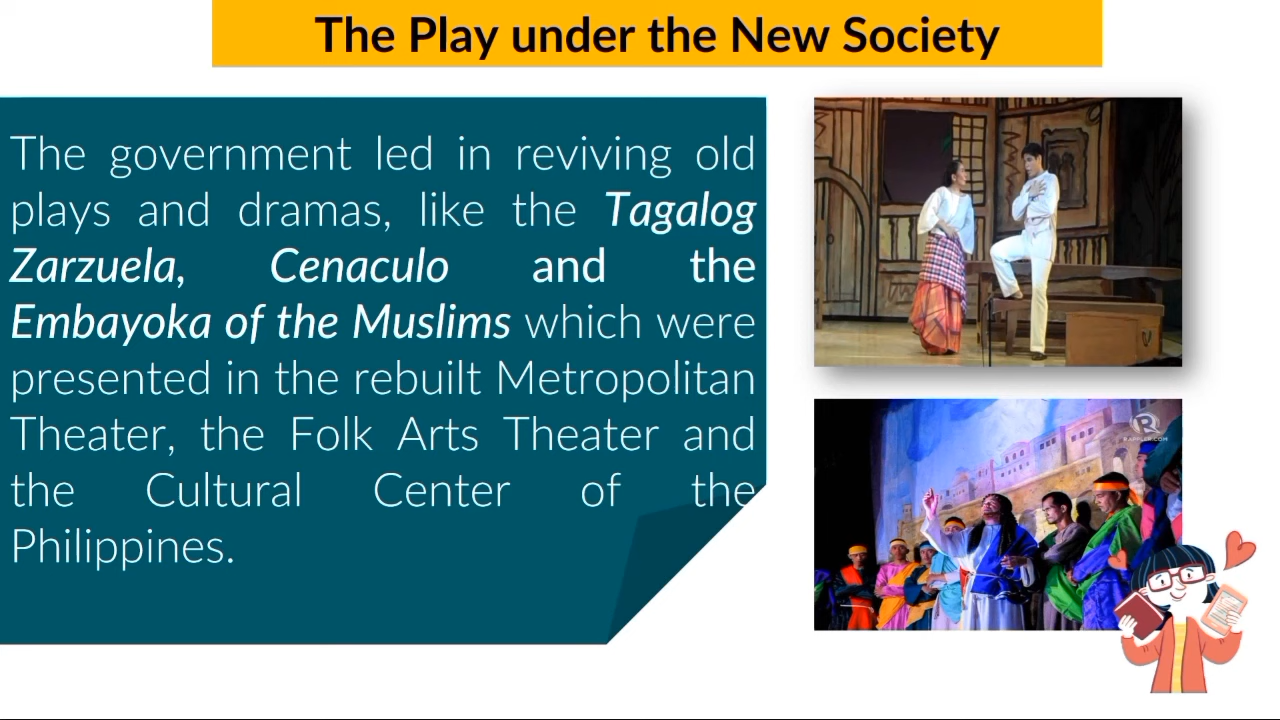 The Play under the New Society
The government led in reviving old
plays and dramas, like the Tagalog
Zarzuela, Cenaculo and the
Embayoka of the Muslims which were
presented in the rebuilt Metropolitan
Theater, the Folk Arts Theater and
the Cultural Center of the
Philippines.
R
RAPPLER.COM